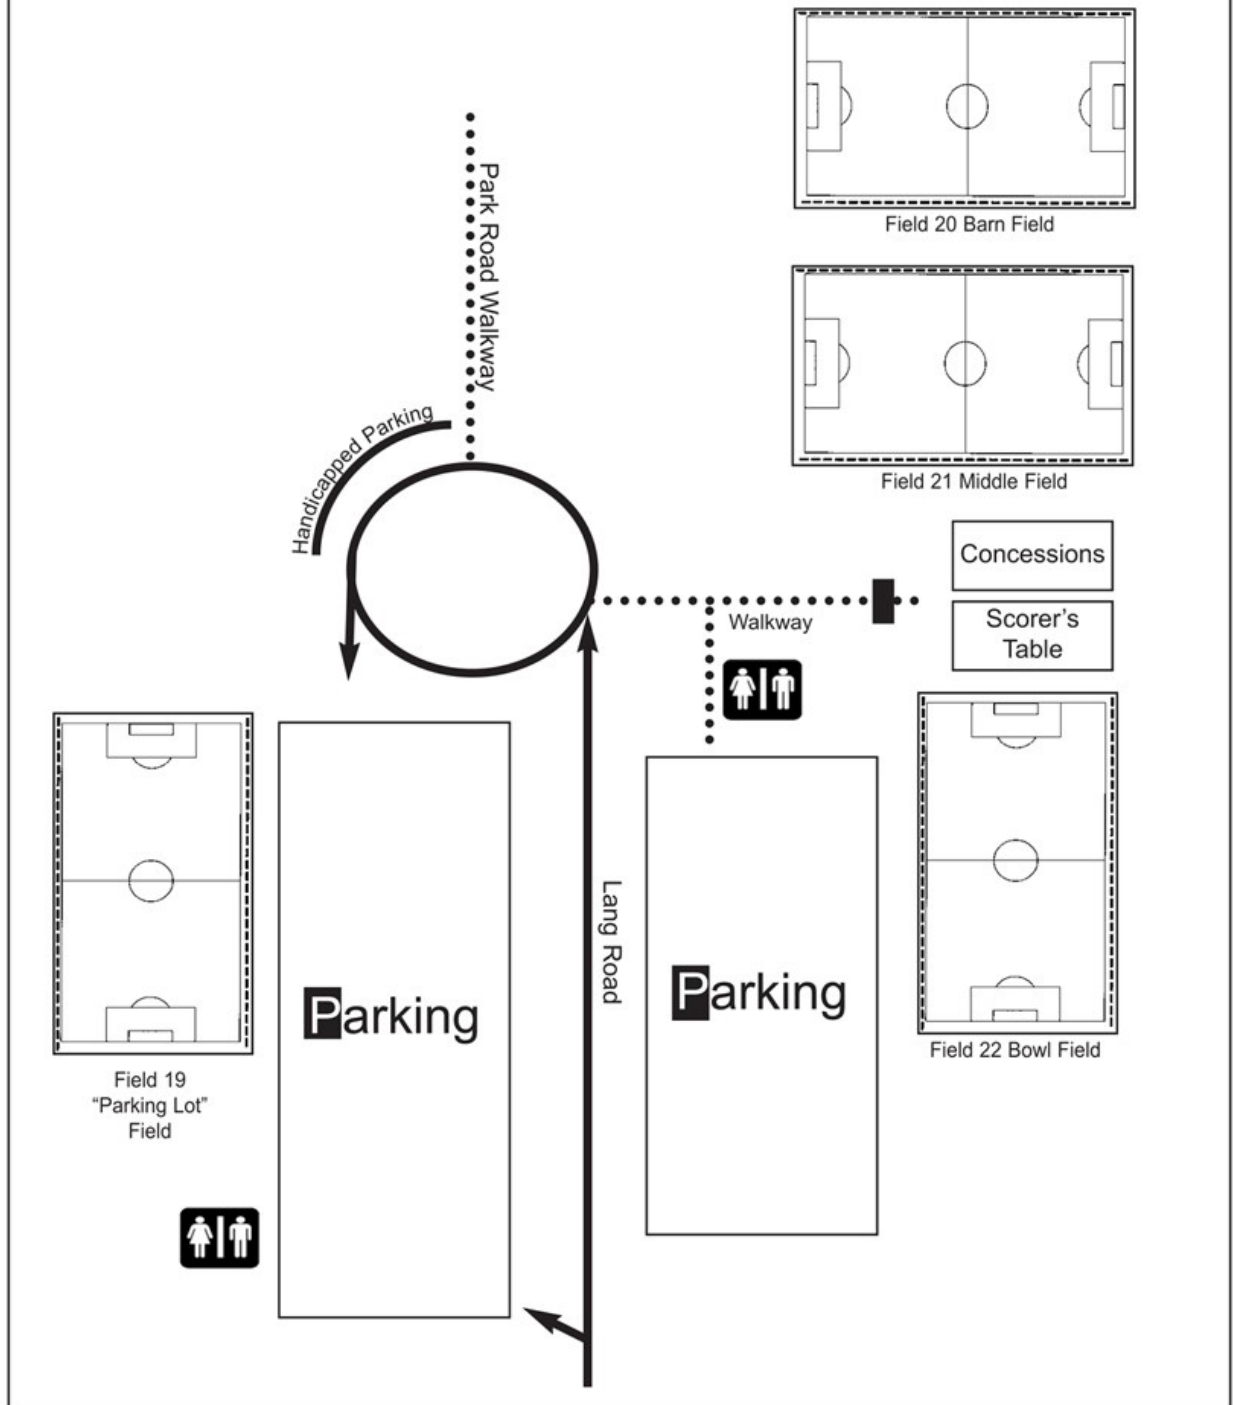 Field 20 Barn Field
Park Road Walkway
Handicapped Parking
Field 21 Middle Field
Concessions
Walkway
Scorer’s
Table
Lang Road
Parking
Parking
Field 22 Bowl Field
Field 19
“Parking Lot”
Field